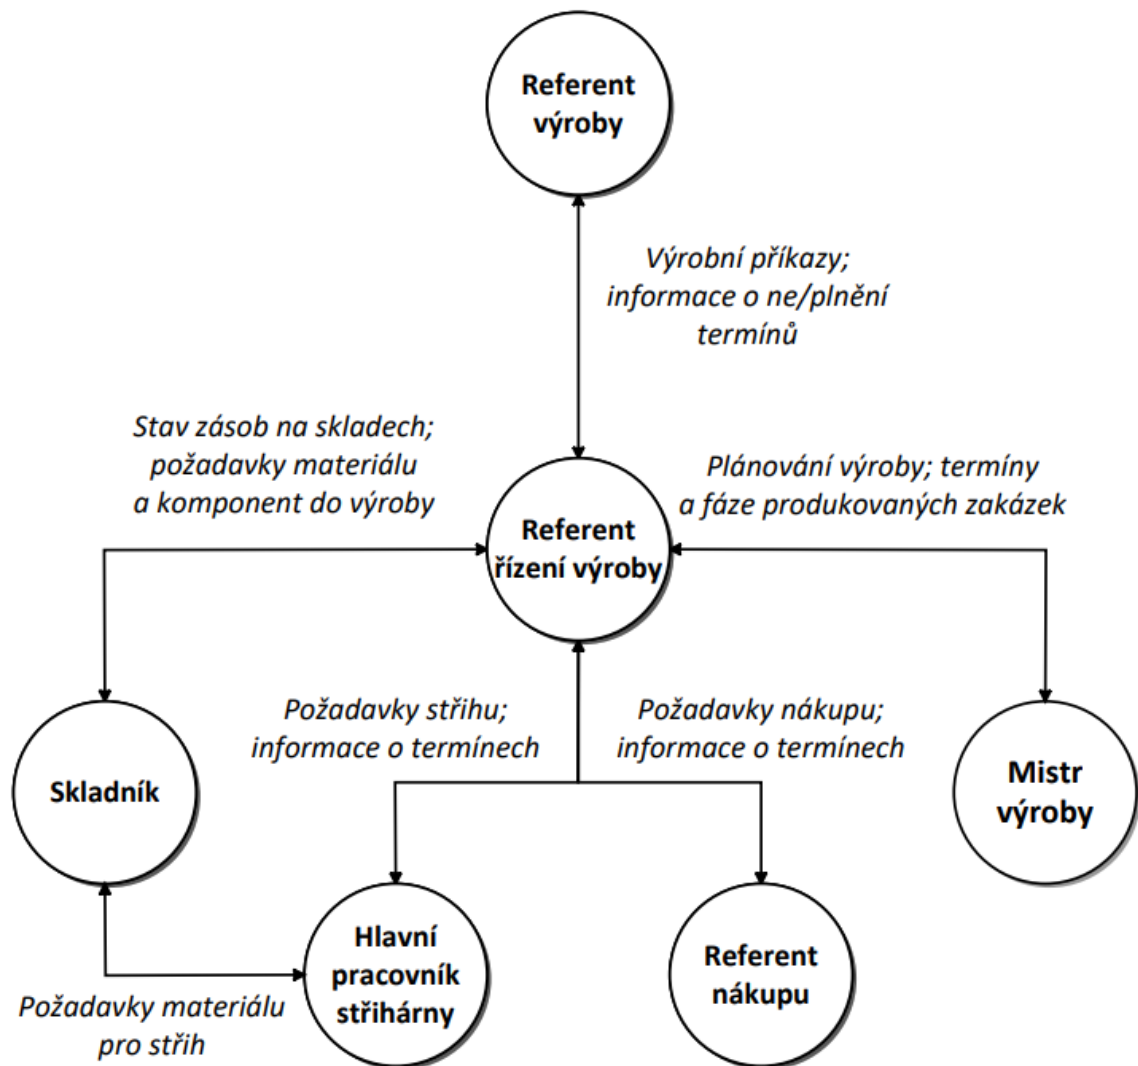 Referent
výroby
Výrobní příkazy;
informace o ne/plnění
termínů
Stav zásob na skladech;
požadavky materiálu
a komponent do výroby
Plánování výroby; termíny
a fáze produkovaných zakázek
Referent
řízení výroby
Požadavky střihu;
informace o termínech
Požadavky nákupu;
informace o termínech
Skladník
Mistr
výroby
Hlavní
pracovník
střihárny
Referent
nákupu
Požadavky materiálu
pro střih